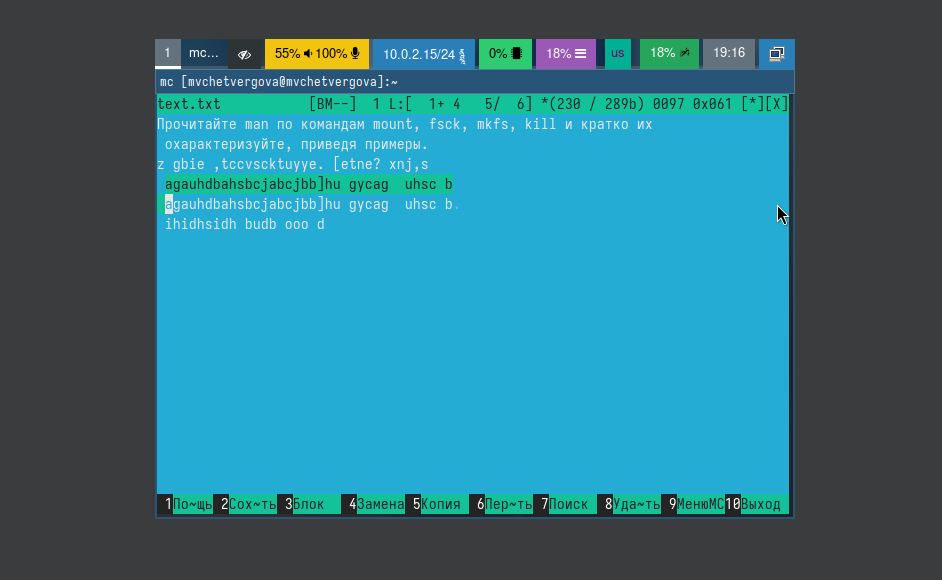 1 mc... 55% 100% 10.0.2.15/24 0% 18% us 18% 19:16
mc [mvchetvergova@mvchetvergova]:~
text.txt [BM--] 1 L:[ 1+ 4 5/ 6] *(230 / 289b) 0097 0x061 [*][X]
Прочитайте man по командам mount, fsck, mkfs, kill и кратко их
охарактеризуйте, приведя примеры.
z gbie ,tccvscktuyye. [etne? xnj,s
agauhdbahsbcjabcjbb]hu gycag uhsc b
agauhdbahsbcjabcjbb]hu gycag uhsc b.
ihidhsidh budb ooo d
1По~щь 2Сох~ть 3Блок 4Замена 5Копия 6Пер~ть 7Поиск 8Уда~ть 9МенюMC 10Выход